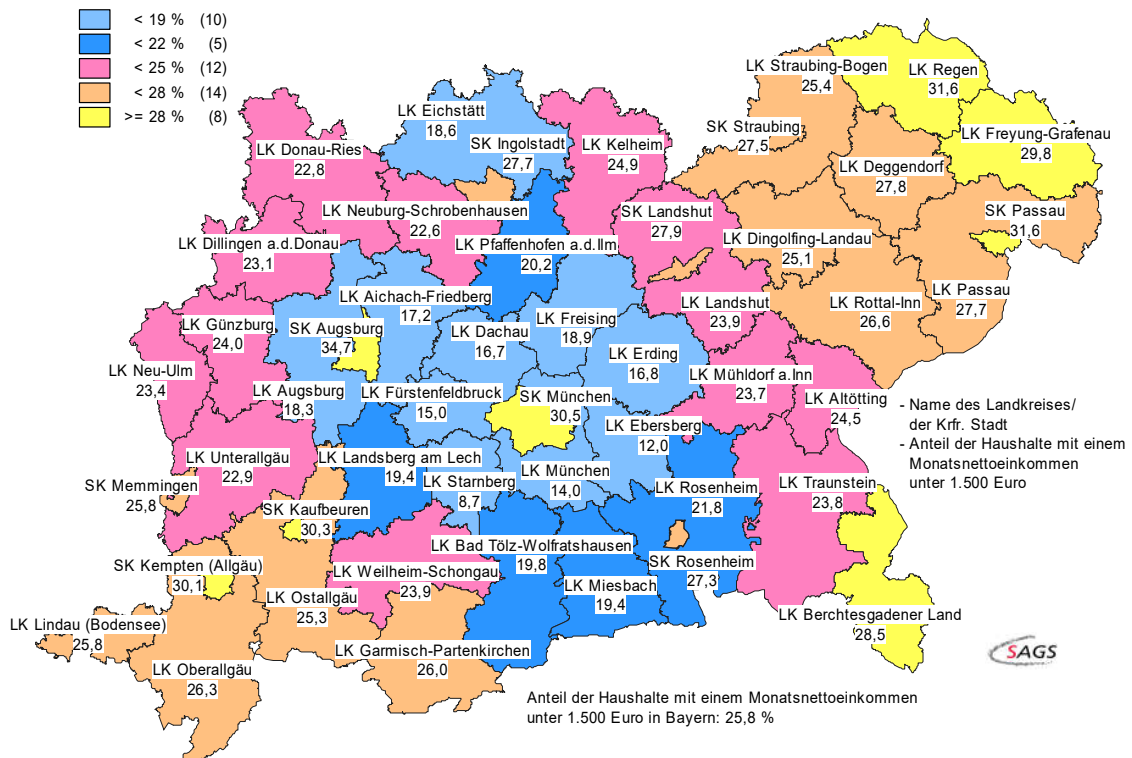 < 19 % (10)
< 22 % (5)
< 25 % (12)
< 28 % (14)
>= 28 % (8)
LK Straubing-Bogen
25,4
LK Regen
31,6
LK Eichstätt
18,6
SK Ingolstadt
27,7
LK Kelheim
24,9
SK Straubing
27,5
LK Freyung-Grafenau
29,8
LK Donau-Ries
22,8
LK Deggendorf
27,8
LK Neuburg-Schrobenhausen
22,6
SK Landshut
27,9
SK Passau
31,6
LK Dillingen a.d.Donau
23,1
LK Pfaffenhofen a.d.Ilm
20,2
LK Dingolfing-Landau
25,1
LK Aichach-Friedberg
17,2
LK Passau
27,7
LK Günzburg
24,0
SK Augsburg
34,7
LK Dachau
16,7
LK Freising
18,9
LK Landshut
23,9
LK Rottal-Inn
26,6
LK Erding
16,8
LK Neu-Ulm
23,4
LK Augsburg
18,3
LK Fürstenfeldbruck
15,0
SK München
30,5
LK Mühldorf a.Inn
23,7
LK Altötting
24,5
- Name des Landkreises/
der Krfr. Stadt
- Anteil der Haushalte mit einem
Monatsnettoeinkommen
unter 1.500 Euro
LK Ebersberg
12,0
LK Unterallgäu
22,9
LK Landsberg am Lech
19,4
LK München
14,0
SK Memmingen
25,8
LK Starnberg
8,7
LK Rosenheim
21,8
LK Traunstein
23,8
SK Kaufbeuren
30,3
LK Bad Tölz-Wolfratshausen
19,8
SK Kempten (Allgäu)
30,1
LK Weilheim-Schongau
23,9
SK Rosenheim
27,3
LK Miesbach
19,4
LK Ostallgäu
25,3
LK Berchtesgadener Land
28,5
LK Lindau (Bodensee)
25,8
LK Garmisch-Partenkirchen
26,0
LK Oberallgäu
26,3
SAGS
Anteil der Haushalte mit einem Monatsnettoeinkommen
unter 1.500 Euro in Bayern: 25,8 %